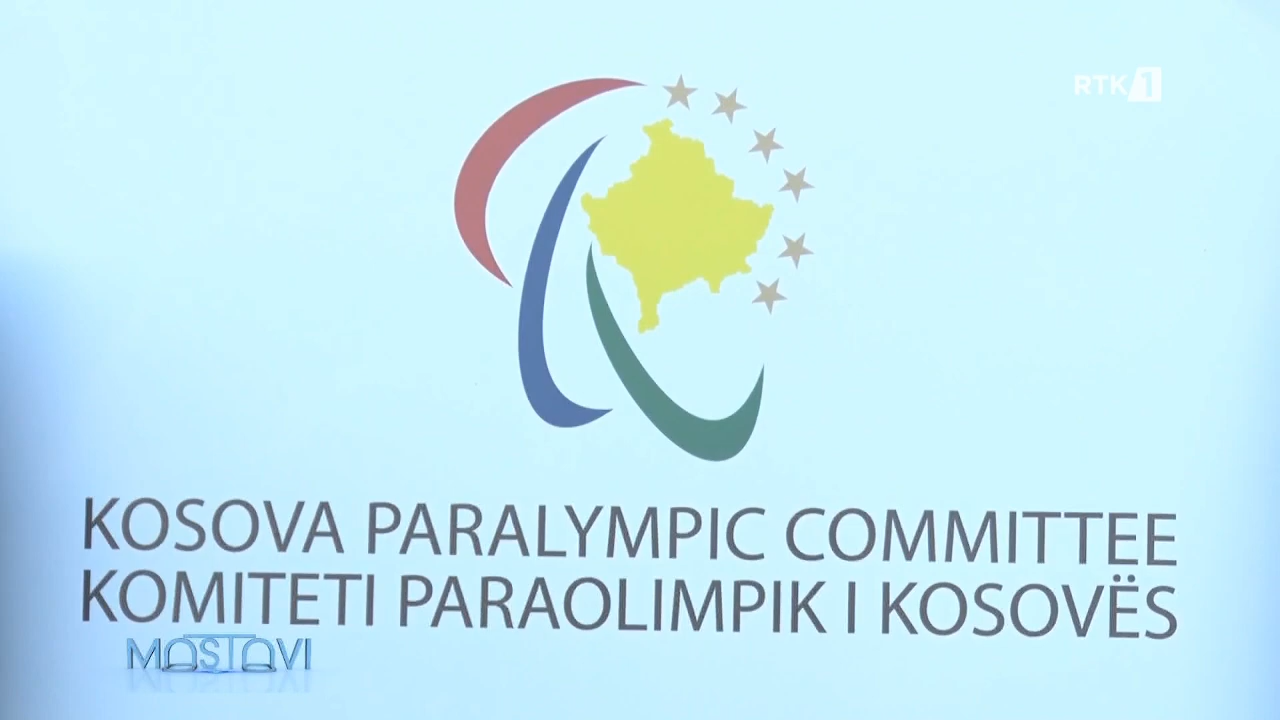 RTK 1
KOSOVA PARALYMPIC COMMITTEE
KOMITETI PARAOLIMPIK I KOSOVËS
MOSTOVI